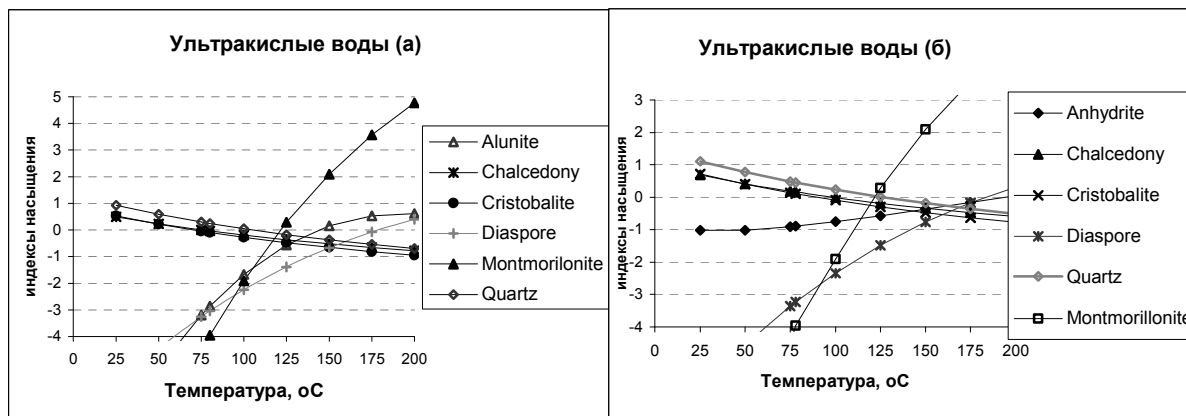 Ультракислые воды (а)
индексы насыщения
5
4
3
2
1
0
-1
-2
-3
-4
0 25 50 75 100 125 150 175 200
Температура, оС
Alunite
Chalcedony
Cristobalite
Diaspore
Montmorilonite
Quartz
Ультракислые воды (б)
индексы насыщения
3
2
1
0
-1
-2
-3
-4
0 25 50 75 100 125 150 175 200
Температура, оС
Anhydrite
Chalcedony
Cristobalite
Diaspore
Quartz
Montmorillonite